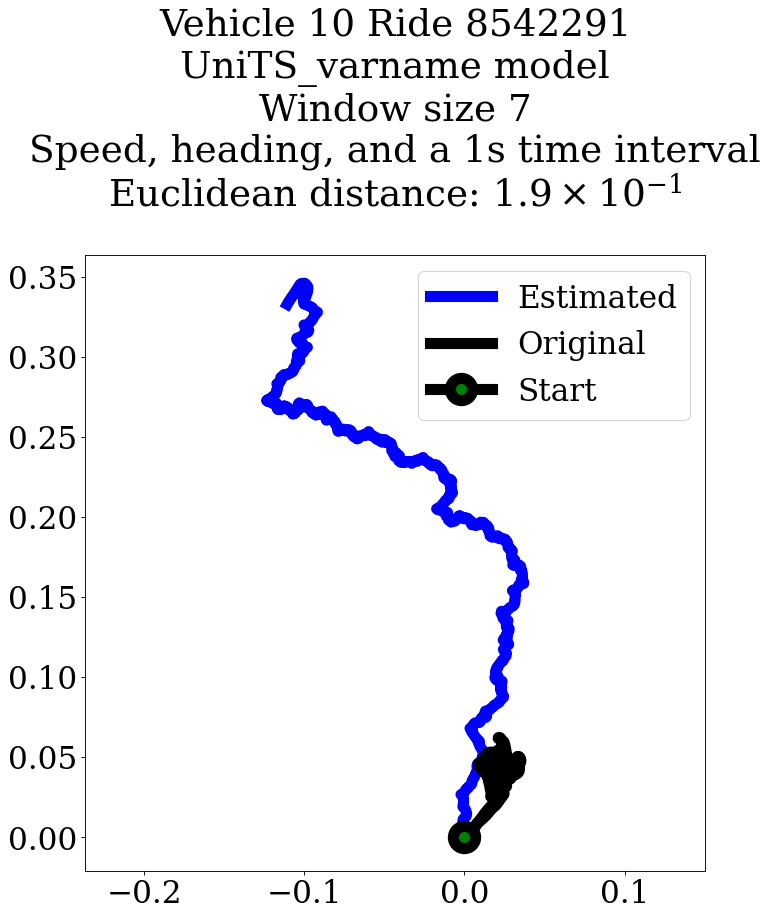 Vehicle 10 Ride 8542291
UniTS_varname model
Window size 7
Speed, heading, and a 1s time interval
Euclidean distance: 1.9 × 10⁻¹
0.35
0.30
0.25
0.20
0.15
0.10
0.05
0.00
Estimated
Original
Start
−0.2
−0.1
0.0
0.1